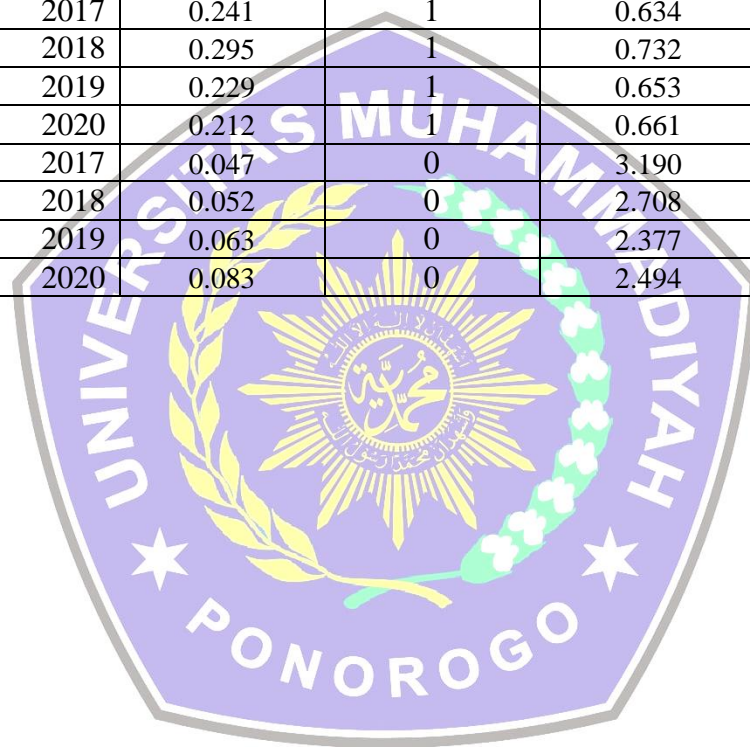 2017 0.241 1 0.634
2018 0.295 1 0.732
2019 0.229 1 0.653
2020 0.212 1 0.661
2017 0.047 0 3.190
2018 0.052 0 2.708
2019 0.063 0 2.377
2020 0.083 0 2.494
UNIVERSITAS MUHAMMADIYAH
PONOROGO
محمدية